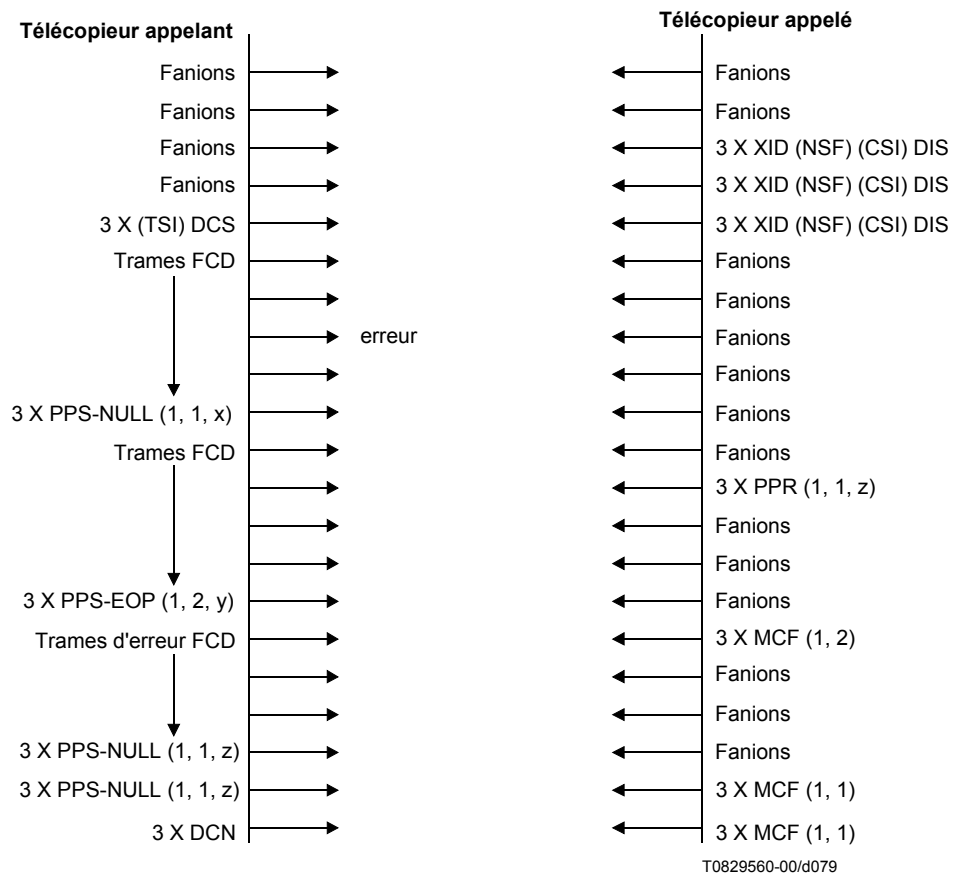 Télécopieur appelant
Fanions
Fanions
Fanions
Fanions
3 X (TSI) DCS
Trames FCD
erreur
3 X PPS-NULL (1, 1, x)
Trames FCD
3 X PPS-EOP (1, 2, y)
Trames d'erreur FCD
3 X PPS-NULL (1, 1, z)
3 X PPS-NULL (1, 1, z)
3 X DCN
Télécopieur appelé
Fanions
Fanions
3 X XID (NSF) (CSI) DIS
3 X XID (NSF) (CSI) DIS
3 X XID (NSF) (CSI) DIS
Fanions
Fanions
Fanions
Fanions
Fanions
Fanions
3 X PPR (1, 1, z)
Fanions
Fanions
Fanions
3 X MCF (1, 2)
Fanions
Fanions
Fanions
3 X MCF (1, 1)
3 X MCF (1, 1)
T0829560-00/d079